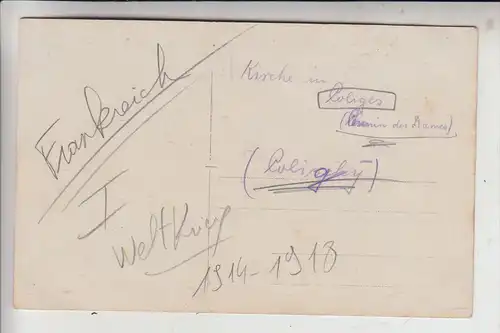 Frankreich
I
Weltkrieg
1914-1918
Kirche in
Coliges
(Chemin des Dames)
(Coligny)